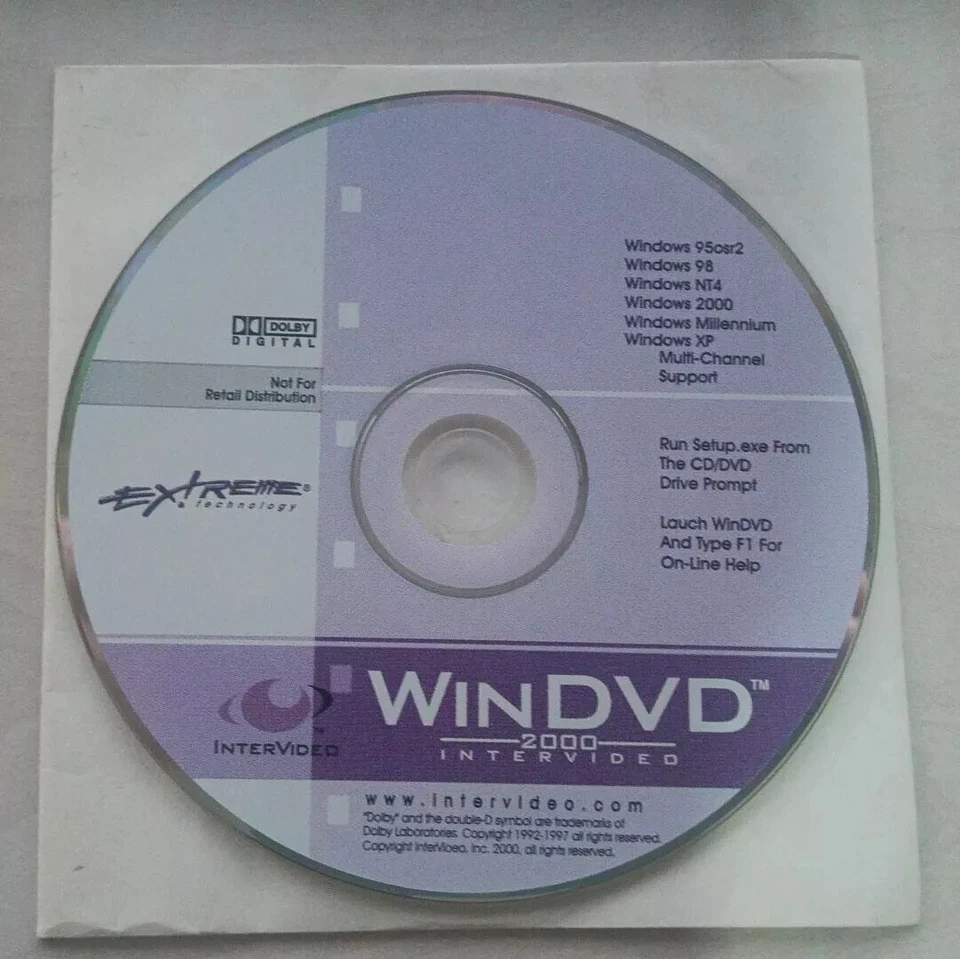 Windows 95osr2
Windows 98
Windows NT4
Windows 2000
Windows Millennium
Windows XP
Multi-Channel
Support
DOLBY
DIGITAL
Not For
Retail Distribution
EXTREME®
& technology
Run Setup.exe From
The CD/DVD
Drive Prompt
Lauch WinDVD
And Type F1 For
On-Line Help
WINDVD™
2000
INTERVIDEO
INTERVIDEO
www.intervideo.com
"Dolby" and the double-D symbol are trademarks of
Dolby Laboratories. Copyright 1992-1997 all rights reserved.
Copyright InterVideo, Inc. 2000, all rights reserved.